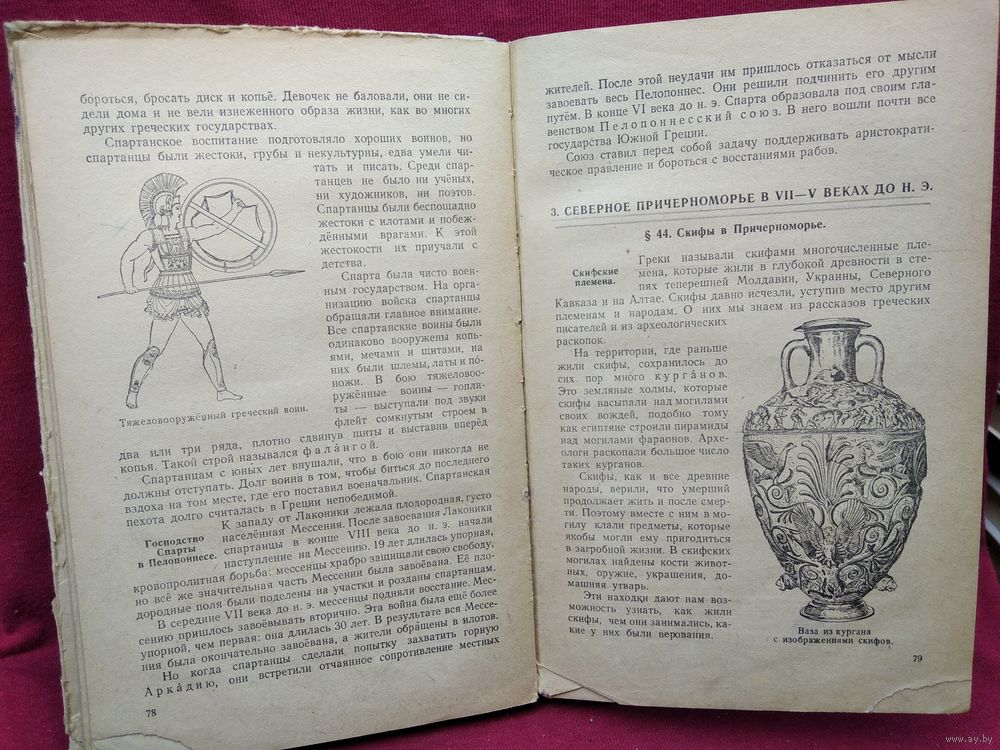 бороться, бросать диск и копьё. Девочек не баловали, они не си-
дели дома и не вели изнеженного образа жизни, как во многих
других греческих государствах.
Спартанское воспитание подготовляло хороших воинов, но
спартанцы были жестоки, грубы и некультурны, едва умели чи-
тать и писать. Среди спар-
танцев не было ни учёных,
ни художников, ни поэтов.
Спартанцы были беспощадно
жестоки с илотами и побеж-
дёнными врагами. К этой
жестокости их приучали с
детства.
Спарта была чисто воен-
ным государством. На орга-
низацию войска спартанцы
обращали главное внимание.
Все спартанские воины были
одинаково вооружены копь-
ями, мечами и щитами, на
них были шлемы, латы и по́-
ножи. В бою тяжеловоо-
ружённые воины — гопли-
ты — выступали под звуки
флейт сомкнутым строем в
Тяжеловооружённый греческий воин.
два или три ряда, плотно сдвинув щиты и выставив вперёд
копья. Такой строй назывался фала́нгой.
Спартанцам с юных лет внушали, что в бою они никогда не
должны отступать. Долг воина в том, чтобы биться до последнего
вздоха на том месте, где его поставил военачальник. Спартанская
пехота долго считалась в Греции непобедимой.
Господство
Спарты
в Пелопоннесе.
К западу от Лаконики лежала плодородная, густо
населённая Мессения. После завоевания Лаконики
спартанцы в конце VIII века до н. э. начали
наступление на Мессению. 19 лет длилась упорная,
кровопролитная борьба: мессенцы храбро защищали свою свободу,
но всё же значительная часть Мессении была завоёвана. Её пло-
дородные поля были поделены на участки и розданы спартанцам.
В середине VII века до н. э. мессенцы подняли восстание. Мес-
сению пришлось завоёвывать вторично. Эта война была ещё более
упорной, чем первая: она длилась 30 лет. В результате вся Мессе-
ния была окончательно завоёвана, а жители обращены в илотов.
Но когда спартанцы сделали попытку захватить горную
Арка́дию, они встретили отчаянное сопротивление местных
78
жителей. После этой неудачи им пришлось отказаться от мысли
завоевать весь Пелопоннес. Они решили подчинить его другим
путём. В конце VI века до н. э. Спарта образовала под своим гла-
венством Пелопоннесский союз. В него вошли почти все
государства Южной Греции.
Союз ставил перед собой задачу поддерживать аристократи-
ческое правление и бороться с восстаниями рабов.
3. СЕВЕРНОЕ ПРИЧЕРНОМОРЬЕ В VII—V ВЕКАХ ДО Н. Э.
§ 44. Скифы в Причерноморье.
Скифские
племена.
Греки называли скифами многочисленные пле-
мена, которые жили в глубокой древности в сте-
пях теперешней Молдавии, Украины, Северного
Кавказа и на Алтае. Скифы давно исчезли, уступив место другим
племенам и народам. О них мы знаем из рассказов греческих
писателей и из археологических
раскопок.
На территории, где раньше
жили скифы, сохранилось до
сих пор много курга́нов.
Это земляные холмы, которые
скифы насыпали над могилами
своих вождей, подобно тому
как египтяне строили пирамиды
над могилами фараонов. Архе-
ологи раскопали большое число
таких курганов.
Скифы, как и все древние
народы, верили, что умерший
продолжает жить и после смер-
ти. Поэтому вместе с ним в мо-
гилу клали предметы, которые
якобы могли ему пригодиться
в загробной жизни. В скифских
могилах найдены кости живот-
ных, оружие, украшения, до-
машняя утварь.
Эти находки дают нам воз-
можность узнать, как жили
скифы, чем они занимались, ка-
кие у них были верования.
Ваза из кургана
с изображениями скифов.
79
www.ay.by